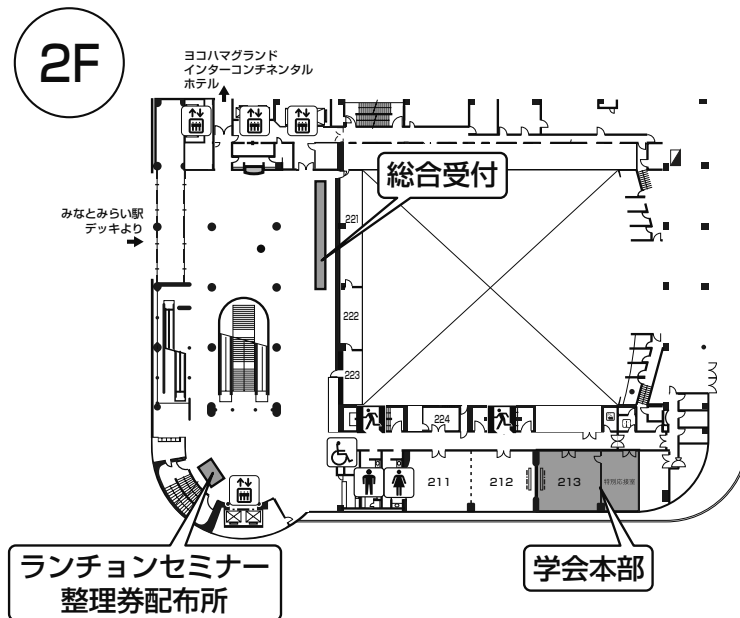 2F
ヨコハマグランド
インターコンチネンタル
ホテル
総合受付
みなとみらい駅
デッキより
221
222
223
224
211
212
213
特別応接室
ランチョンセミナー
整理券配布所
学会本部